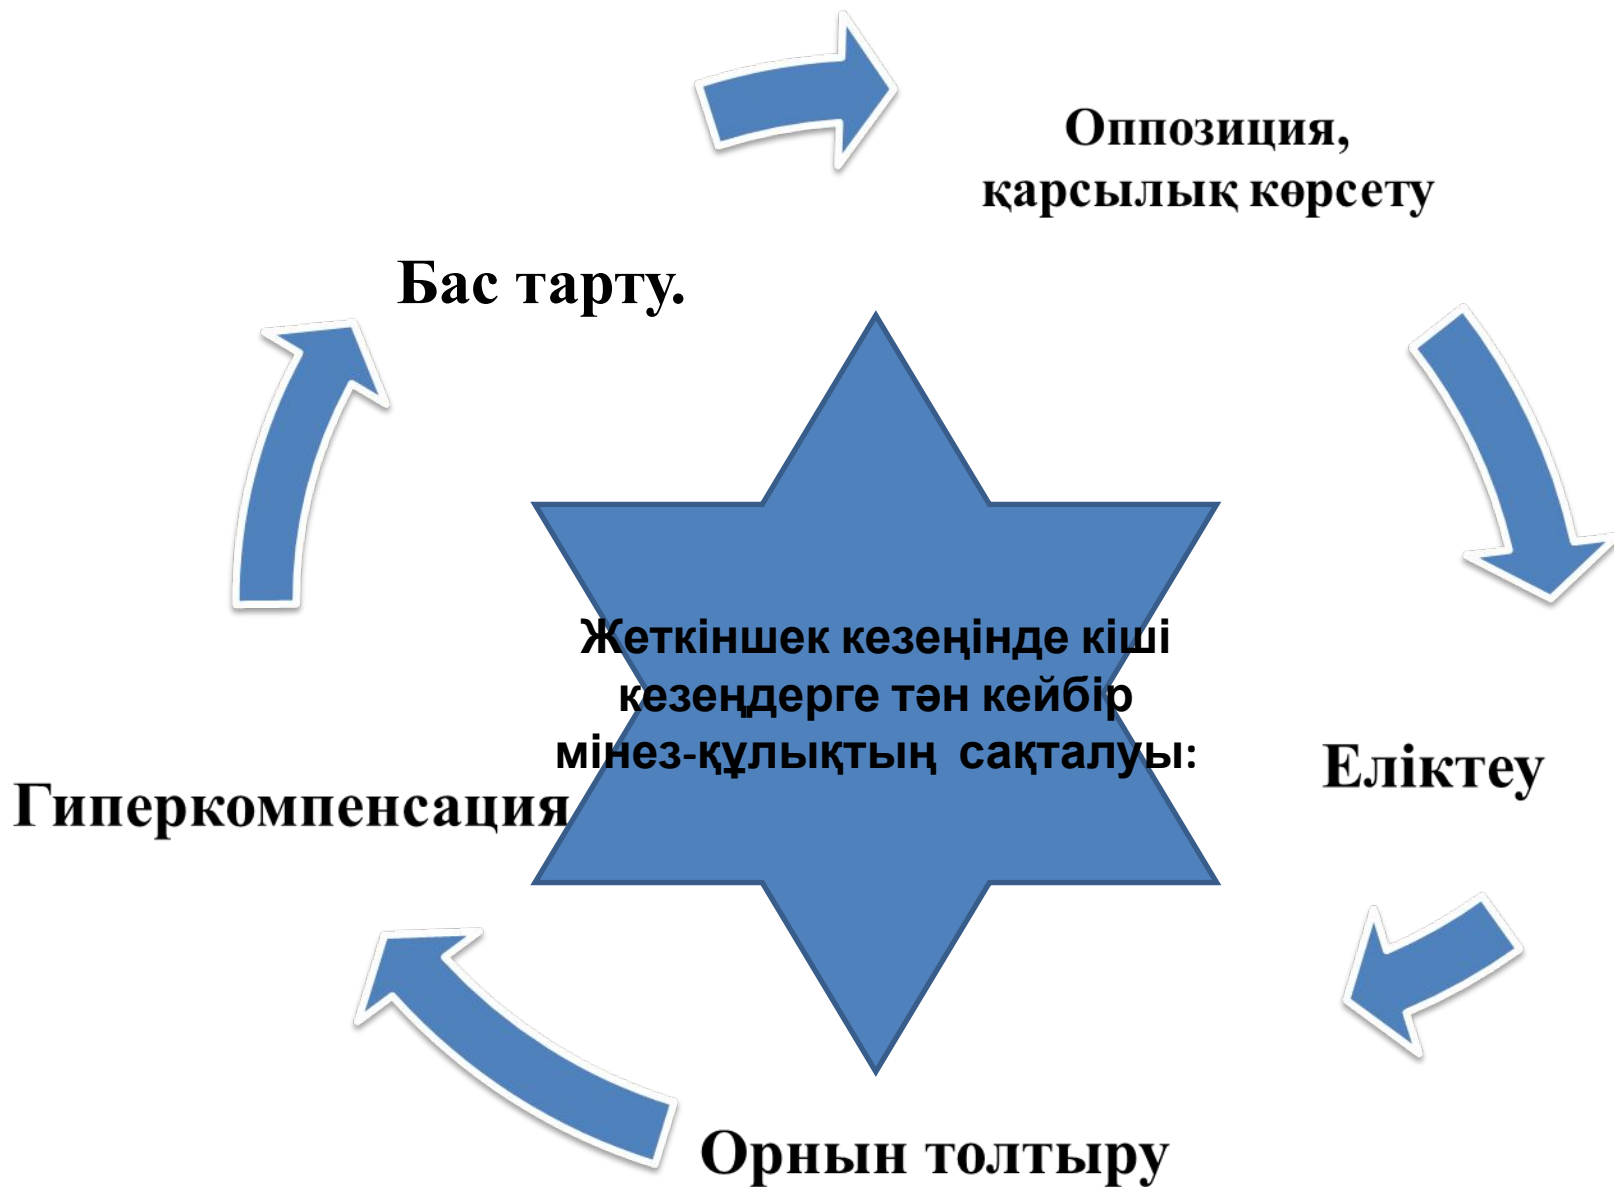 Оппозиция,
қарсылық көрсету
Бас тарту.
Жеткіншек кезеңінде кіші
кезеңдерге тән кейбір
мінез-құлықтың сақталуы:
Еліктеу
Гиперкомпенсация
Орнын толтыру